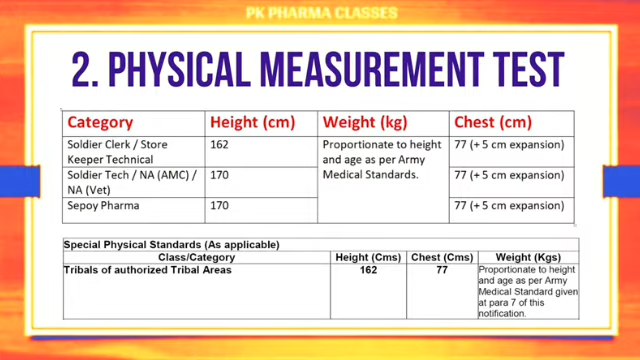 PK PHARMA CLASSES
2. PHYSICAL MEASUREMENT TEST
Category Height (cm) Weight (kg) Chest (cm)
Soldier Clerk / Store 162 Proportionate to height 77 (+ 5 cm expansion)
Keeper Technical and age as per Army
Soldier Tech / NA (AMC) / 170 Medical Standards. 77 (+ 5 cm expansion)
NA (Vet)
Sepoy Pharma 170 77 (+ 5 cm expansion)
Special Physical Standards (As applicable)
Class/Category Height (Cms) Chest (Cms) Weight (Kgs)
Tribals of authorized Tribal Areas 162 77 Proportionate to height
and age as per Army
Medical Standard given
at para 7 of this
notification.